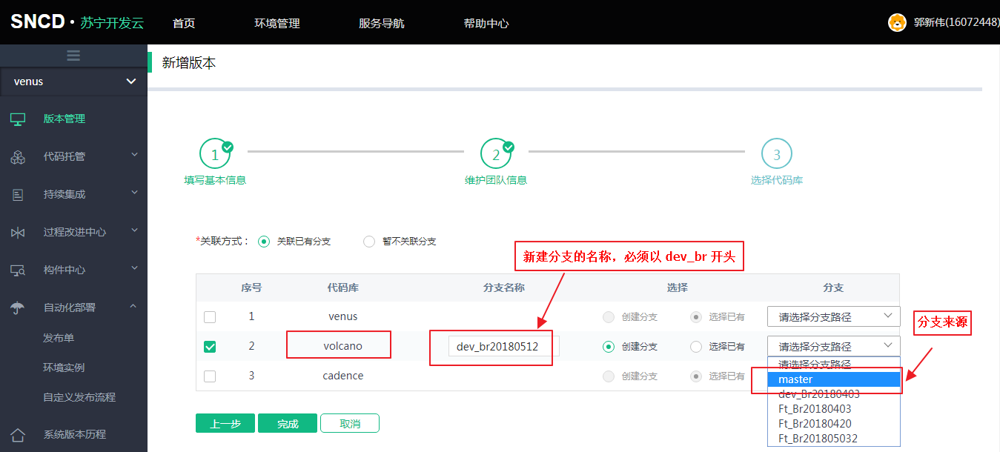 SNCD · 苏宁开发云 首页 环境管理 服务导航 帮助中心 郭新伟(16072448)
venus
版本管理
代码托管
持续集成
过程改进中心
构件中心
自动化部署
发布单
环境实例
自定义发布流程
系统版本历程
新增版本
1 2 3
填写基本信息 维护团队信息 选择代码库
*关联方式： 关联已有分支 暂不关联分支
新建分支的名称，必须以 dev_br 开头
序号 代码库 分支名称 选择 分支
1 venus 创建分支 选择已有 请选择分支路径
分支来源
2 volcano dev_br20180512 创建分支 选择已有 请选择分支路径
请选择分支路径
3 cadence 创建分支 选择已有 master
dev_Br20180403
Ft_Br20180403
Ft_Br20180420
Ft_Br201805032
上一步 完成 取消